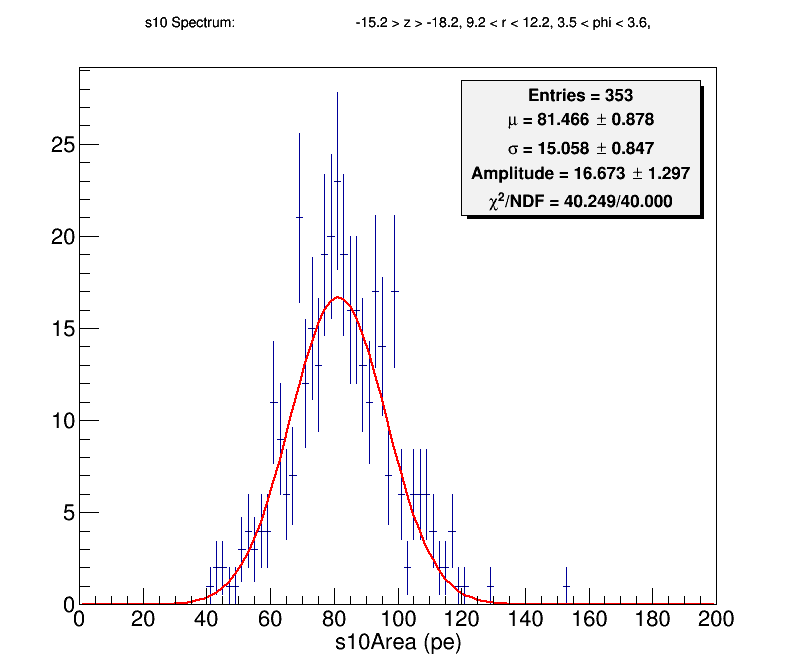 s10 Spectrum: -15.2 > z > -18.2, 9.2 < r < 12.2, 3.5 < phi < 3.6,
Entries = 353
μ = 81.466 ± 0.878
σ = 15.058 ± 0.847
Amplitude = 16.673 ± 1.297
χ²/NDF = 40.249/40.000
25
20
15
10
5
0
0 20 40 60 80 100 120 140 160 180 200
s10Area (pe)